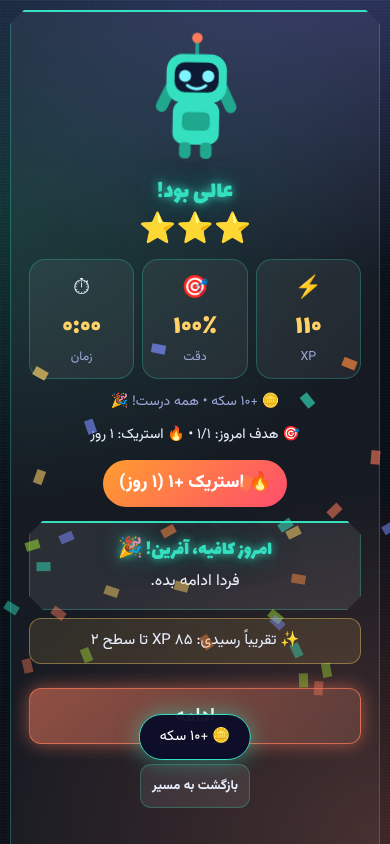 عالی بود!
⭐⭐⭐
⚡ 🎯 ⏱
۱۱۰ ۱۰۰٪ ۰:۰۰
XP دقت زمان
🪙 +۱۰ سکه • همه درست! 🎉
🎯 هدف امروز: ۱/۱ • 🔥 استریک: ۱ روز
🔥 استریک +۱ (۱ روز)
امروز کافیه، آفرین! 🎉
فردا ادامه بده.
✨ تقریباً رسیدی: ۸۵ XP تا سطح ۲
ادامه
🪙 +۱۰ سکه
بازگشت به مسیر